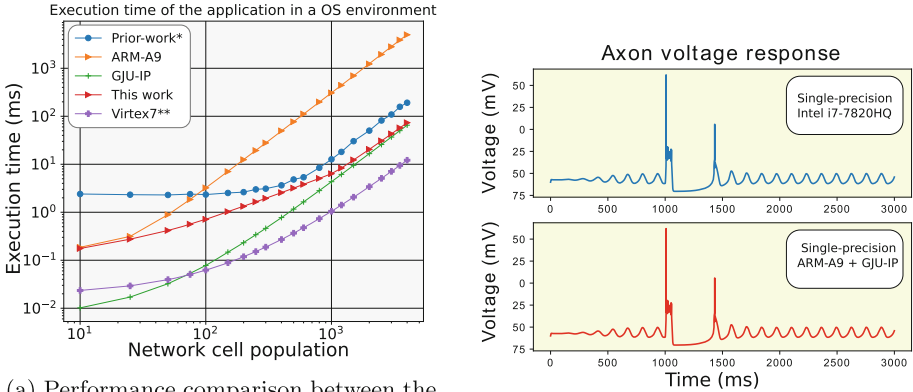 Execution time of the application in a OS environment
Prior-work*
ARM-A9
GJU-IP
This work
Virtex7**
Execution time (ms)
10³
10²
10¹
10⁰
10⁻¹
10⁻²
10¹ 10² 10³
Network cell population
(a) Performance comparison between the
Axon voltage response
Voltage (mV)
50
25
0
25
50
75
Single-precision
Intel i7-7820HQ
0 500 1000 1500 2000 2500 3000
Voltage (mV)
50
25
0
25
50
75
Single-precision
ARM-A9 + GJU-IP
0 500 1000 1500 2000 2500 3000
Time (ms)